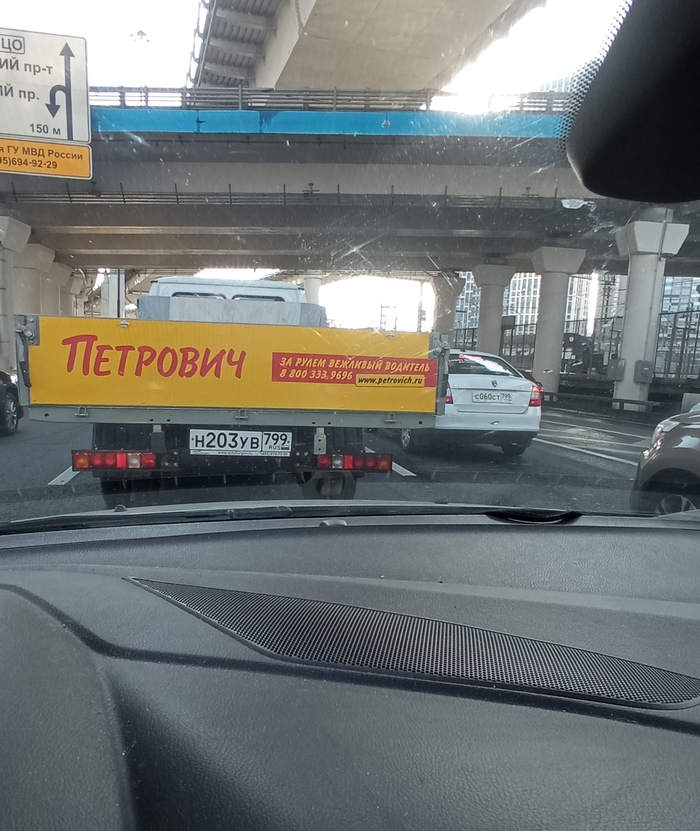 ЦО
ИЙ пр-т
ИЙ пр.
150 м
я ГУ МВД России
95)694-92-29
ПЕТРОВИЧ
ЗА РУЛЕМ ВЕЖЛИВЫЙ ВОДИТЕЛЬ
8 800 333.9696 www.petrovich.ru
С060СТ 799
Н203УВ 799
RUS